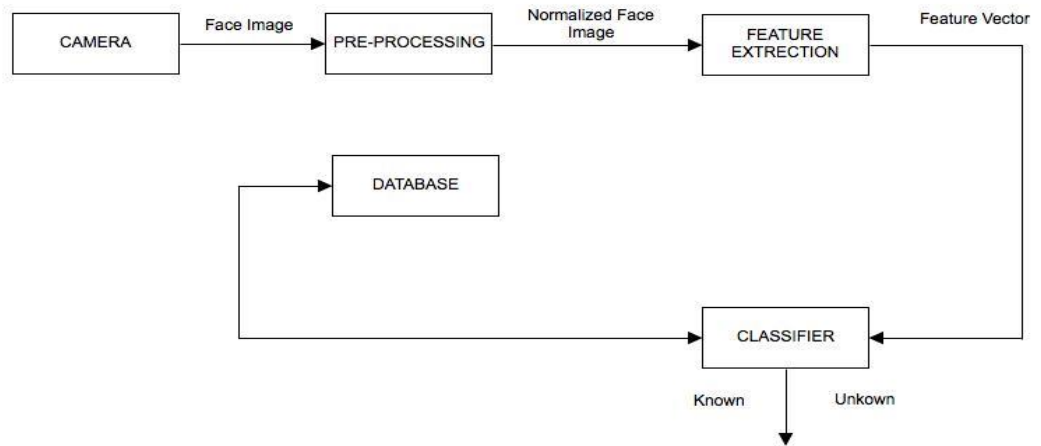 CAMERA
Face Image
PRE-PROCESSING
Normalized Face
Image
FEATURE
EXTRECTION
Feature Vector
DATABASE
CLASSIFIER
Known
Unkown